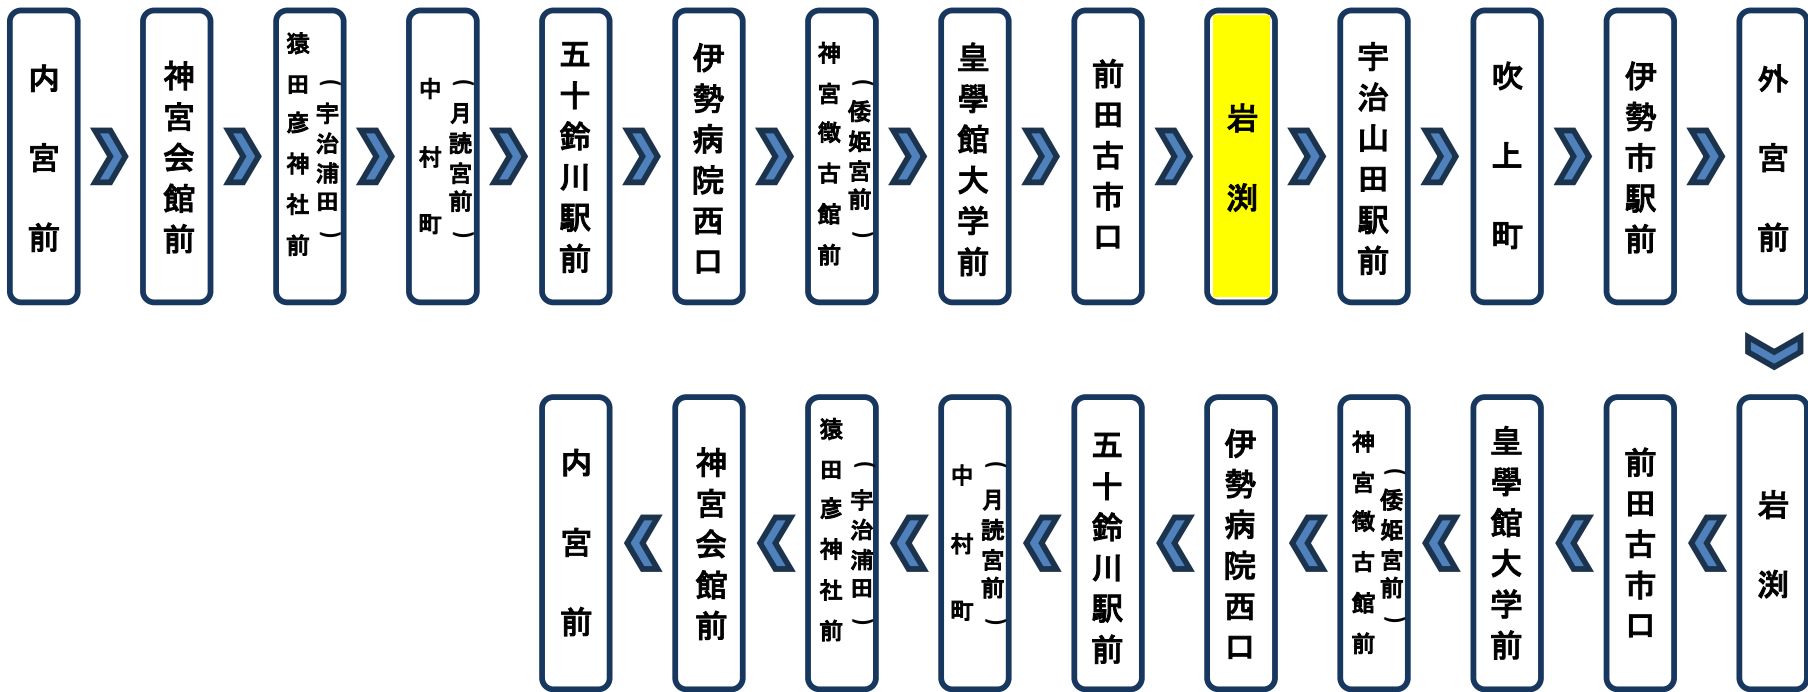 内宮前
神宮会館前
猿田彦神社前
（宇治浦田）
中村町
（月読宮前）
五十鈴川駅前
伊勢病院西口
神宮徴古館前
（倭姫宮前）
皇學館大学前
前田古市口
岩渕
宇治山田駅前
吹上町
伊勢市駅前
外宮前
岩渕
前田古市口
皇學館大学前
神宮徴古館前
（倭姫宮前）
伊勢病院西口
五十鈴川駅前
中村町
（月読宮前）
猿田彦神社前
（宇治浦田）
神宮会館前
内宮前